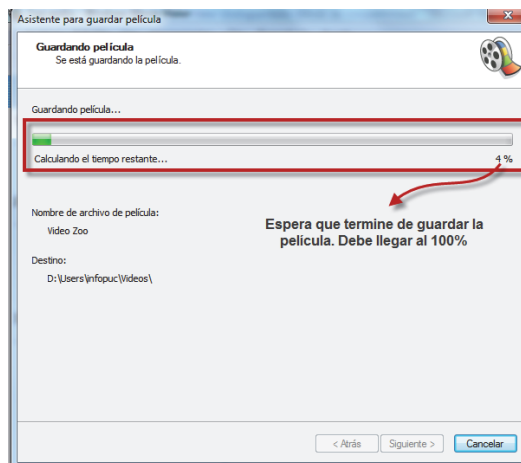 Asistente para guardar película
Guardando película
Se está guardando la película.
Guardando película...
Calculando el tiempo restante...
4 %
Nombre de archivo de película:
Video Zoo
Espera que termine de guardar la
película. Debe llegar al 100%
Destino:
D:\Users\infopuc\Videos\
< Atrás
Siguiente >
Cancelar